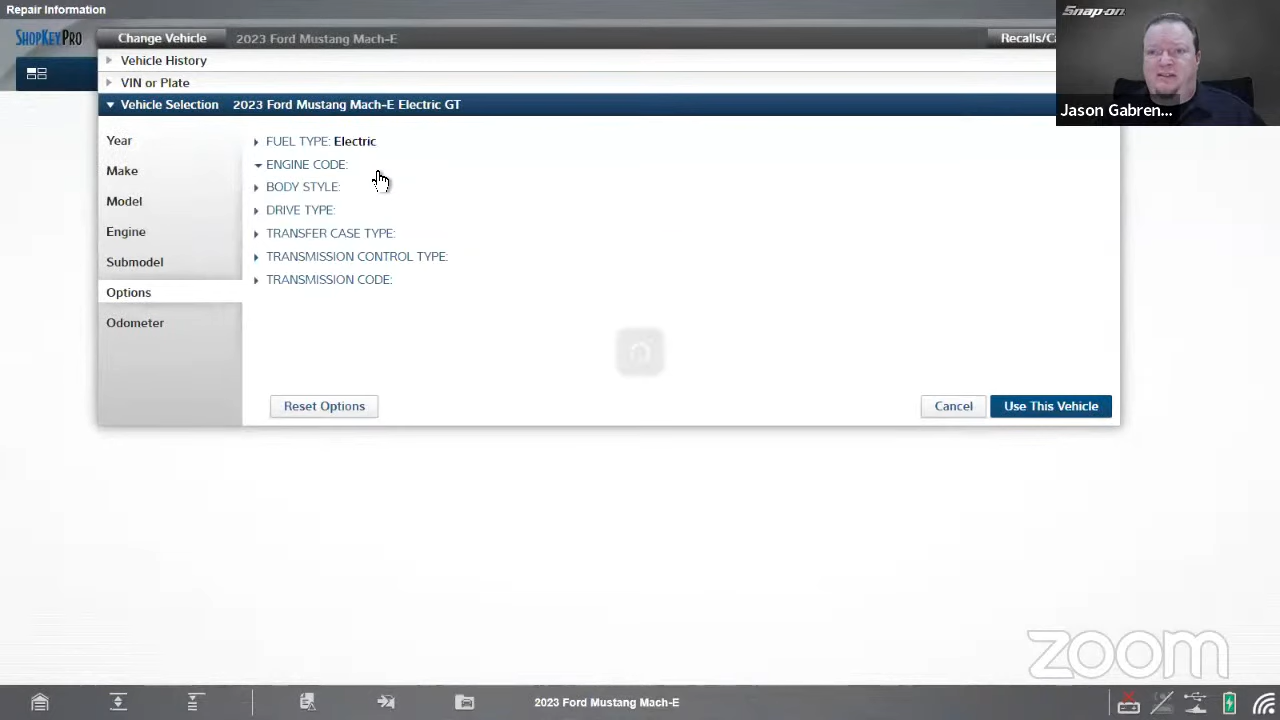 Repair Information
SHOPKEYPRO
Change Vehicle
2023 Ford Mustang Mach-E
Recalls/Ca
Snap-on
Jason Gabren...
Vehicle History
VIN or Plate
Vehicle Selection 2023 Ford Mustang Mach-E Electric GT
Year
Make
Model
Engine
Submodel
Options
Odometer
FUEL TYPE: Electric
ENGINE CODE:
BODY STYLE:
DRIVE TYPE:
TRANSFER CASE TYPE:
TRANSMISSION CONTROL TYPE:
TRANSMISSION CODE:
Reset Options
Cancel
Use This Vehicle
zoom
2023 Ford Mustang Mach-E